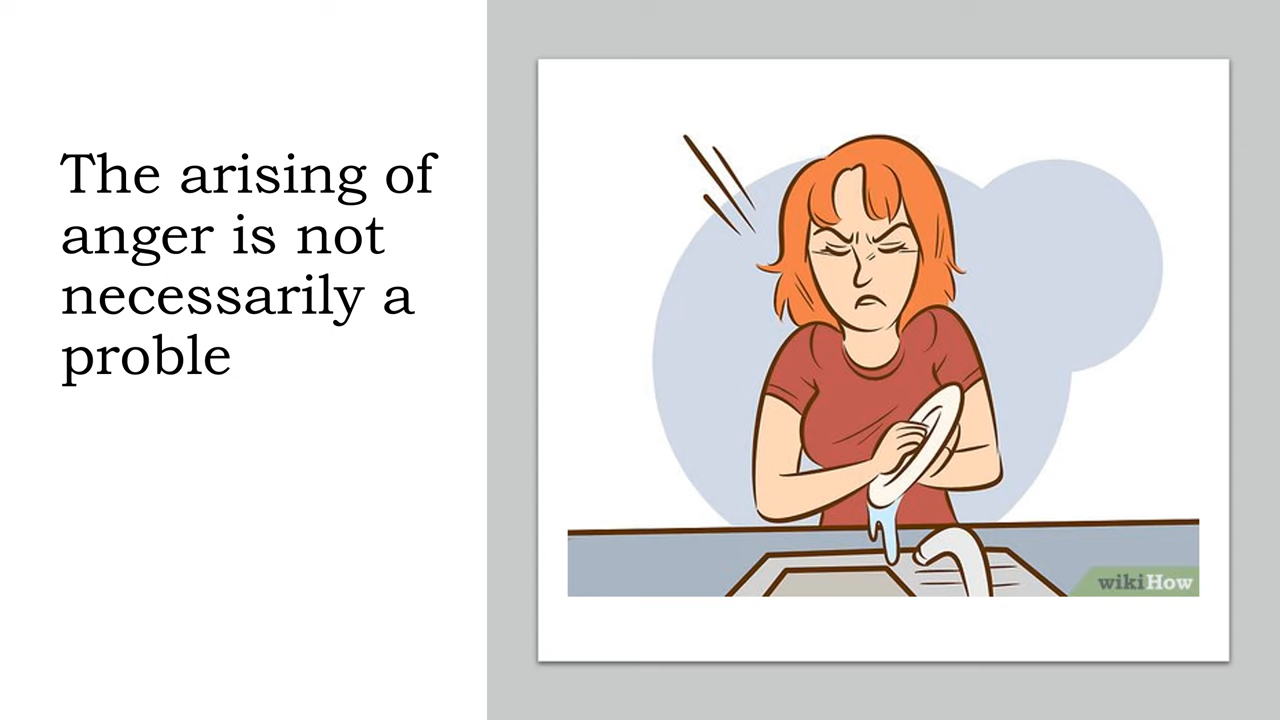 The arising of
anger is not
necessarily a
proble
wikiHow